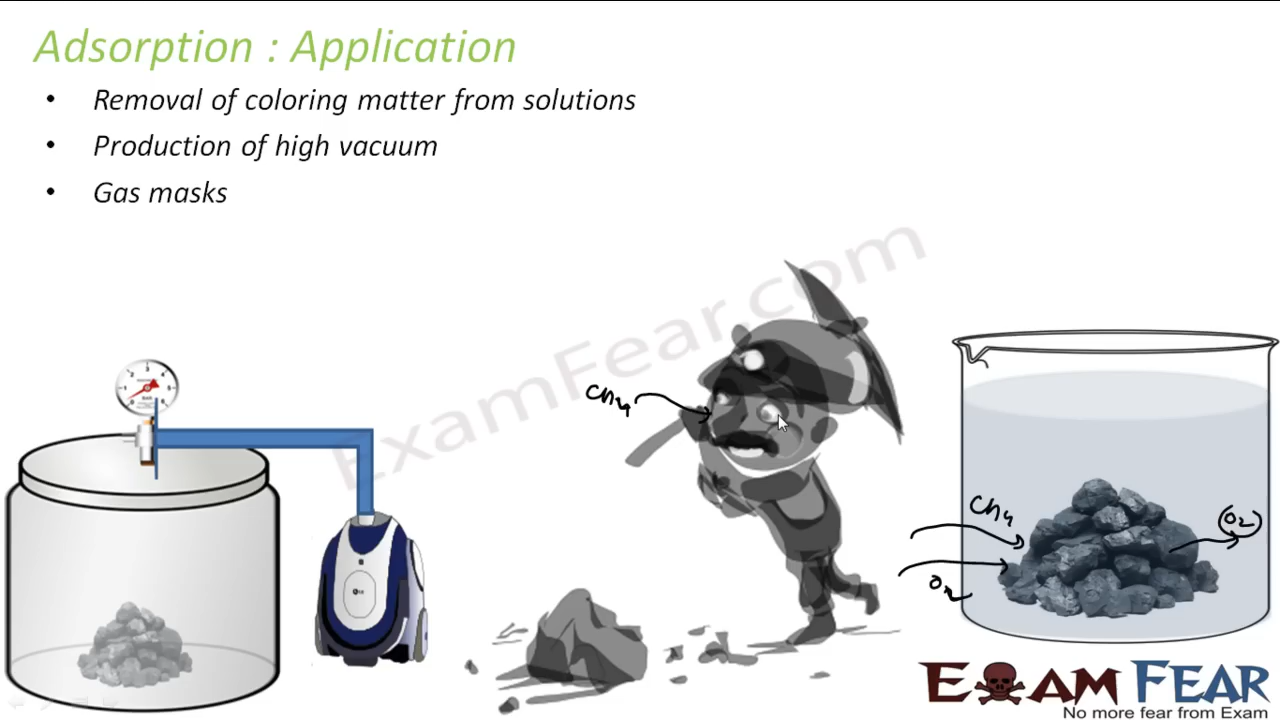 Adsorption : Application
• Removal of coloring matter from solutions
• Production of high vacuum
• Gas masks
ExamFear.com
CH4
CH4
O2
O2
LG
EXAM FEAR
No more fear from Exam